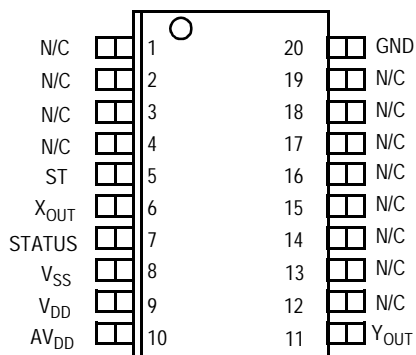 N/C 1 20 GND
N/C 2 19 N/C
N/C 3 18 N/C
N/C 4 17 N/C
ST 5 16 N/C
XOUT 6 15 N/C
STATUS 7 14 N/C
VSS 8 13 N/C
VDD 9 12 N/C
AVDD 10 11 YOUT